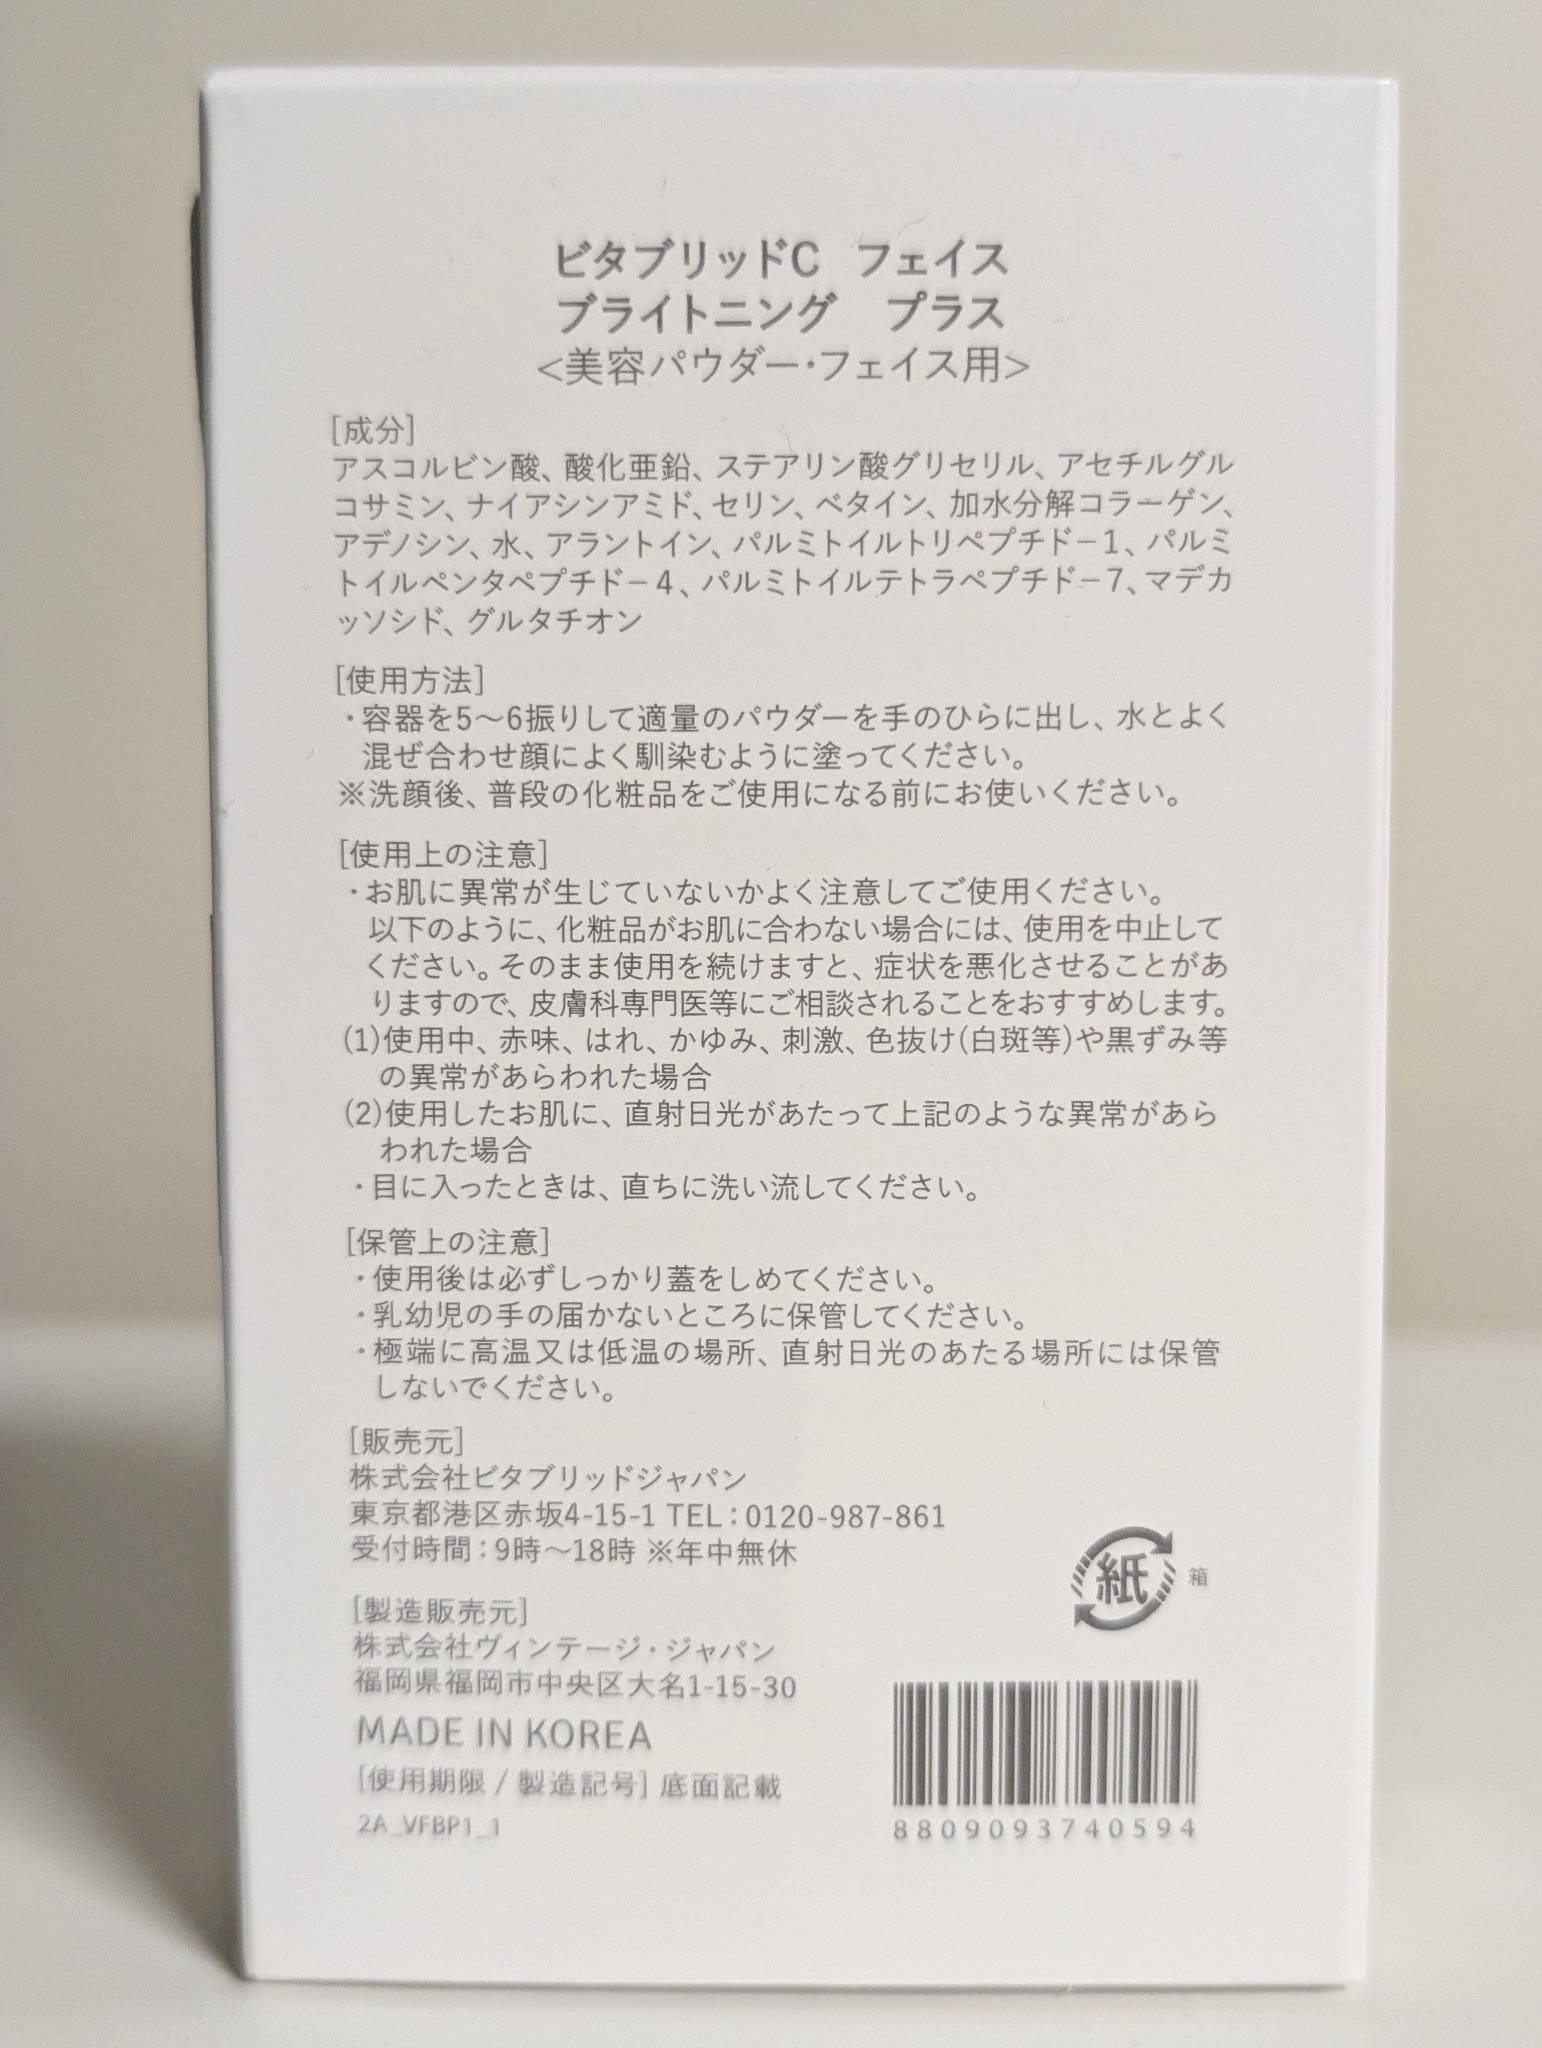 ビタブリッドC フェイス
ブライトニング プラス
<美容パウダー・フェイス用>
[成分]
アスコルビン酸、酸化亜鉛、ステアリン酸グリセリル、アセチルグル
コサミン、ナイアシンアミド、セリン、ベタイン、加水分解コラーゲン、
アデノシン、水、アラントイン、パルミトイルトリペプチド−1、パルミ
トイルペンタペプチド−4、パルミトイルテトラペプチド−7、マデカ
ッソシド、グルタチオン
[使用方法]
・容器を5〜6振りして適量のパウダーを手のひらに出し、水とよく
混ぜ合わせ顔によく馴染むように塗ってください。
※洗顔後、普段の化粧品をご使用になる前にお使いください。
[使用上の注意]
・お肌に異常が生じていないかよく注意してご使用ください。
以下のように、化粧品がお肌に合わない場合には、使用を中止して
ください。そのまま使用を続けますと、症状を悪化させることがあ
りますので、皮膚科専門医等にご相談されることをおすすめします。
(1)使用中、赤味、はれ、かゆみ、刺激、色抜け(白斑等)や黒ずみ等
の異常があらわれた場合
(2)使用したお肌に、直射日光があたって上記のような異常があら
われた場合
・目に入ったときは、直ちに洗い流してください。
[保管上の注意]
・使用後は必ずしっかり蓋をしめてください。
・乳幼児の手の届かないところに保管してください。
・極端に高温又は低温の場所、直射日光のあたる場所には保管
しないでください。
[販売元]
株式会社ビタブリッドジャパン
東京都港区赤坂4-15-1 TEL：0120-987-861
受付時間：9時〜18時 ※年中無休
紙 箱
[製造販売元]
株式会社ヴィンテージ・ジャパン
福岡県福岡市中央区大名1-15-30
MADE IN KOREA
[使用期限 / 製造記号] 底面記載
2A_VFBP1_1
8809093740594